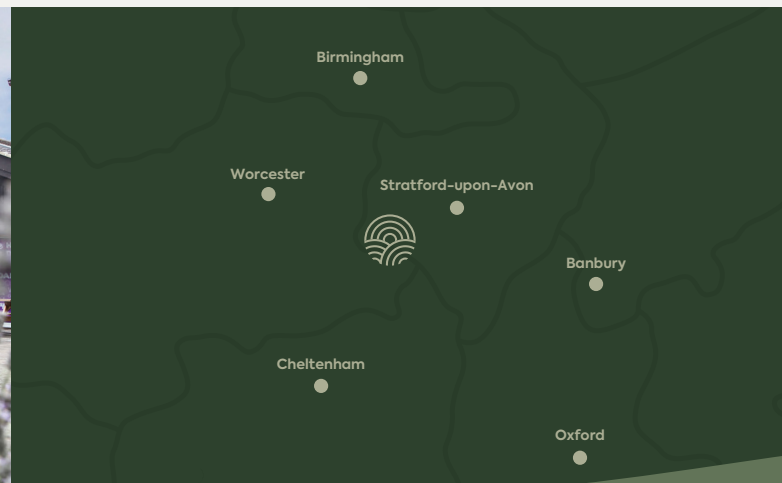 Birmingham
Worcester
Stratford-upon-Avon
Banbury
Cheltenham
Oxford